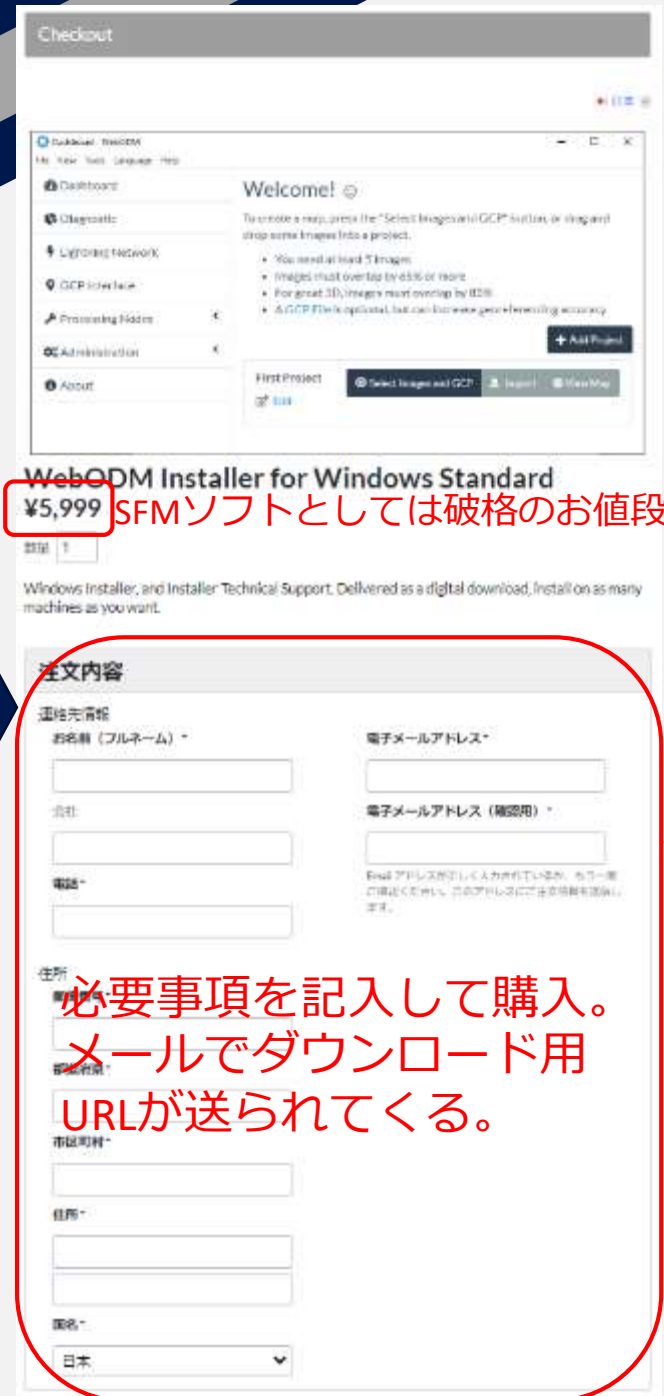 Checkout
日本
Dashboard - WebODM
File View Tools Language Help
Dashboard
Diagnostic
Lightning Network
GCP Interface
Processing Nodes
Administration
About
Welcome!
To create a map, press the "Select Images and GCP" button, or drag and
drop some images into a project.
You need at least 5 images
Images must overlap by 65% or more
For great 3D, images must overlap by 83%
A GCP File is optional, but can increase georeferencing accuracy
Add Project
First Project
Select Images and GCP
Import
View Map
Edit
WebODM Installer for Windows Standard
¥5,999
SFMソフトとしては破格のお値段
数量 1
Windows Installer, and Installer Technical Support. Delivered as a digital download, install on as many
machines as you want.
注文内容
連絡先情報
お名前（フルネーム）*
電子メールアドレス*
会社
電子メールアドレス（確認用）*
電話*
住所
必要事項を記入して購入。
メールでダウンロード用
都道府県*
URLが送られてくる。
市区町村*
住所*
国名*
日本